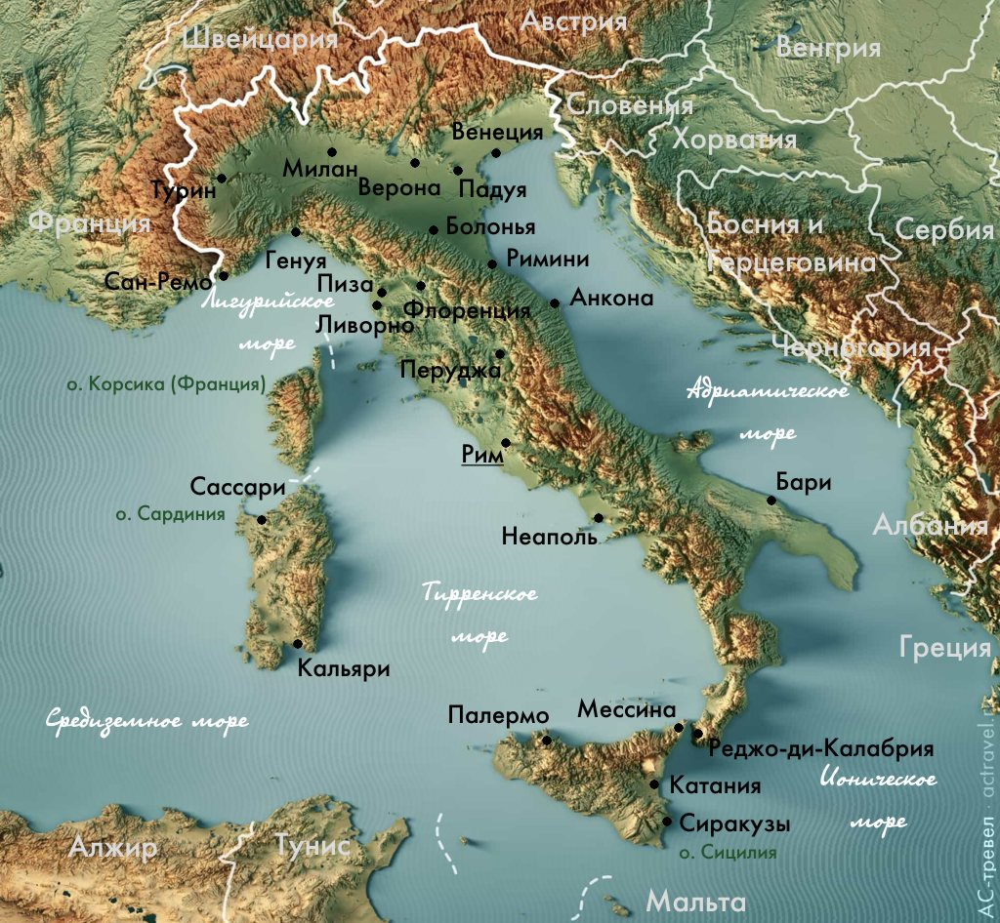 Швейцария
Австрия
Венгрия
Словения
Венеция
Хорватия
Милан
Верона
Падуя
Турин
Франция
Болонья
Босния и
Герцеговина
Сербия
Генуя
Римини
Сан-Ремо
Пиза
Анкона
Лигурийское
море
Флоренция
Ливорно
Черногория
Перуджа
о. Корсика (Франция)
Адриатическое
море
Рим
Сассари
Бари
о. Сардиния
Неаполь
Албания
Тирренское
море
Греция
Кальяри
Средиземное море
Палермо
Мессина
Реджо-ди-Калабрия
Ионическое
море
Катания
Сиракузы
о. Сицилия
Алжир
Тунис
Мальта
АС-тревел actravel.r